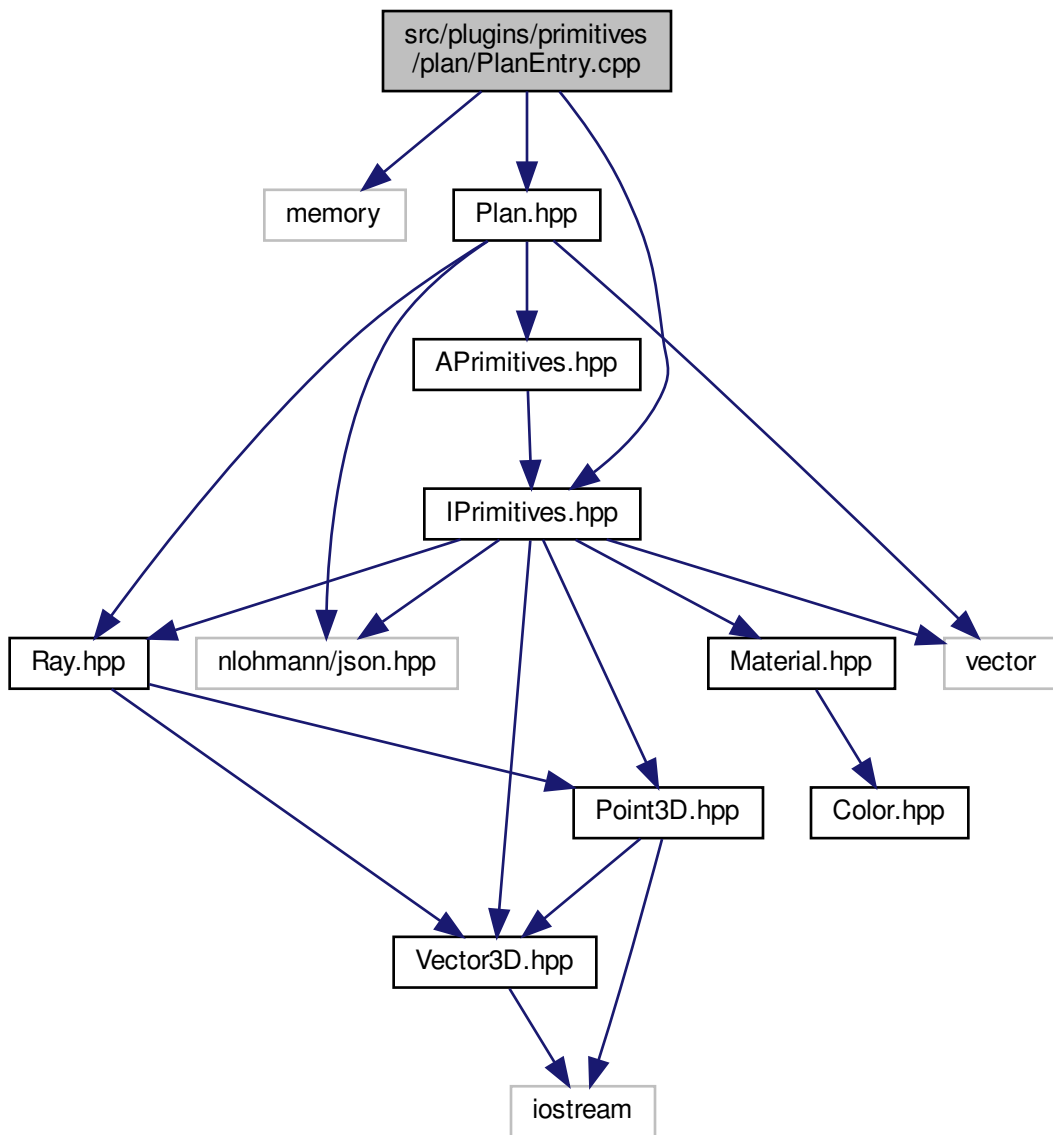 src/plugins/primitives
/plan/PlanEntry.cpp
memory
Plan.hpp
APrimitives.hpp
IPrimitives.hpp
Ray.hpp
nlohmann/json.hpp
Material.hpp
vector
Point3D.hpp
Color.hpp
Vector3D.hpp
iostream